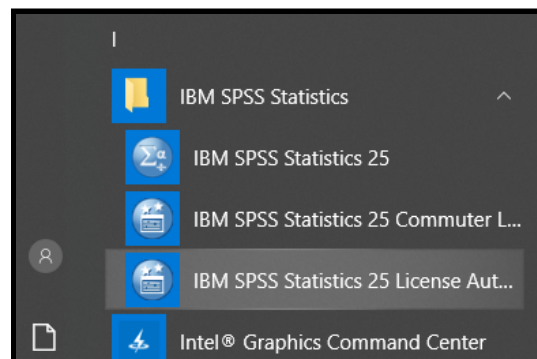 I
IBM SPSS Statistics
IBM SPSS Statistics 25
IBM SPSS Statistics 25 Commuter L...
IBM SPSS Statistics 25 License Aut...
Intel® Graphics Command Center